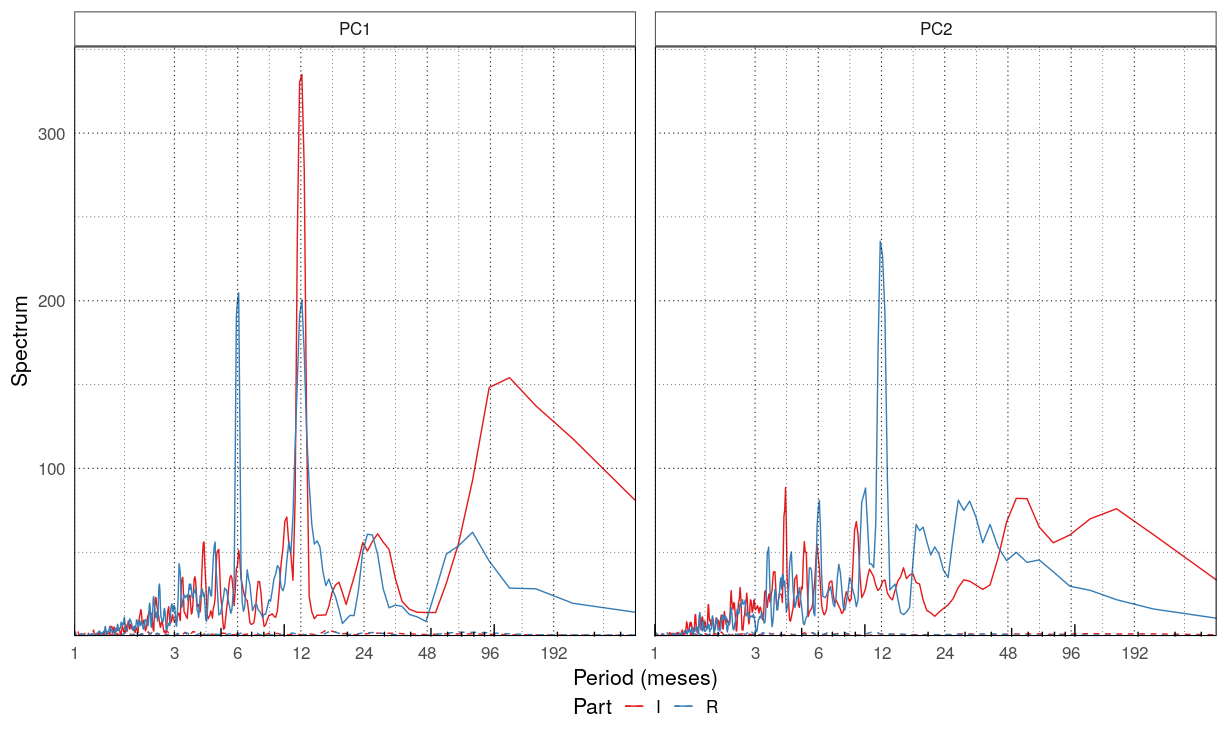 PC1 PC2
300
200
100
Spectrum
1 3 6 12 24 48 96 192 1 3 6 12 24 48 96 192
Period (meses)
Part I R